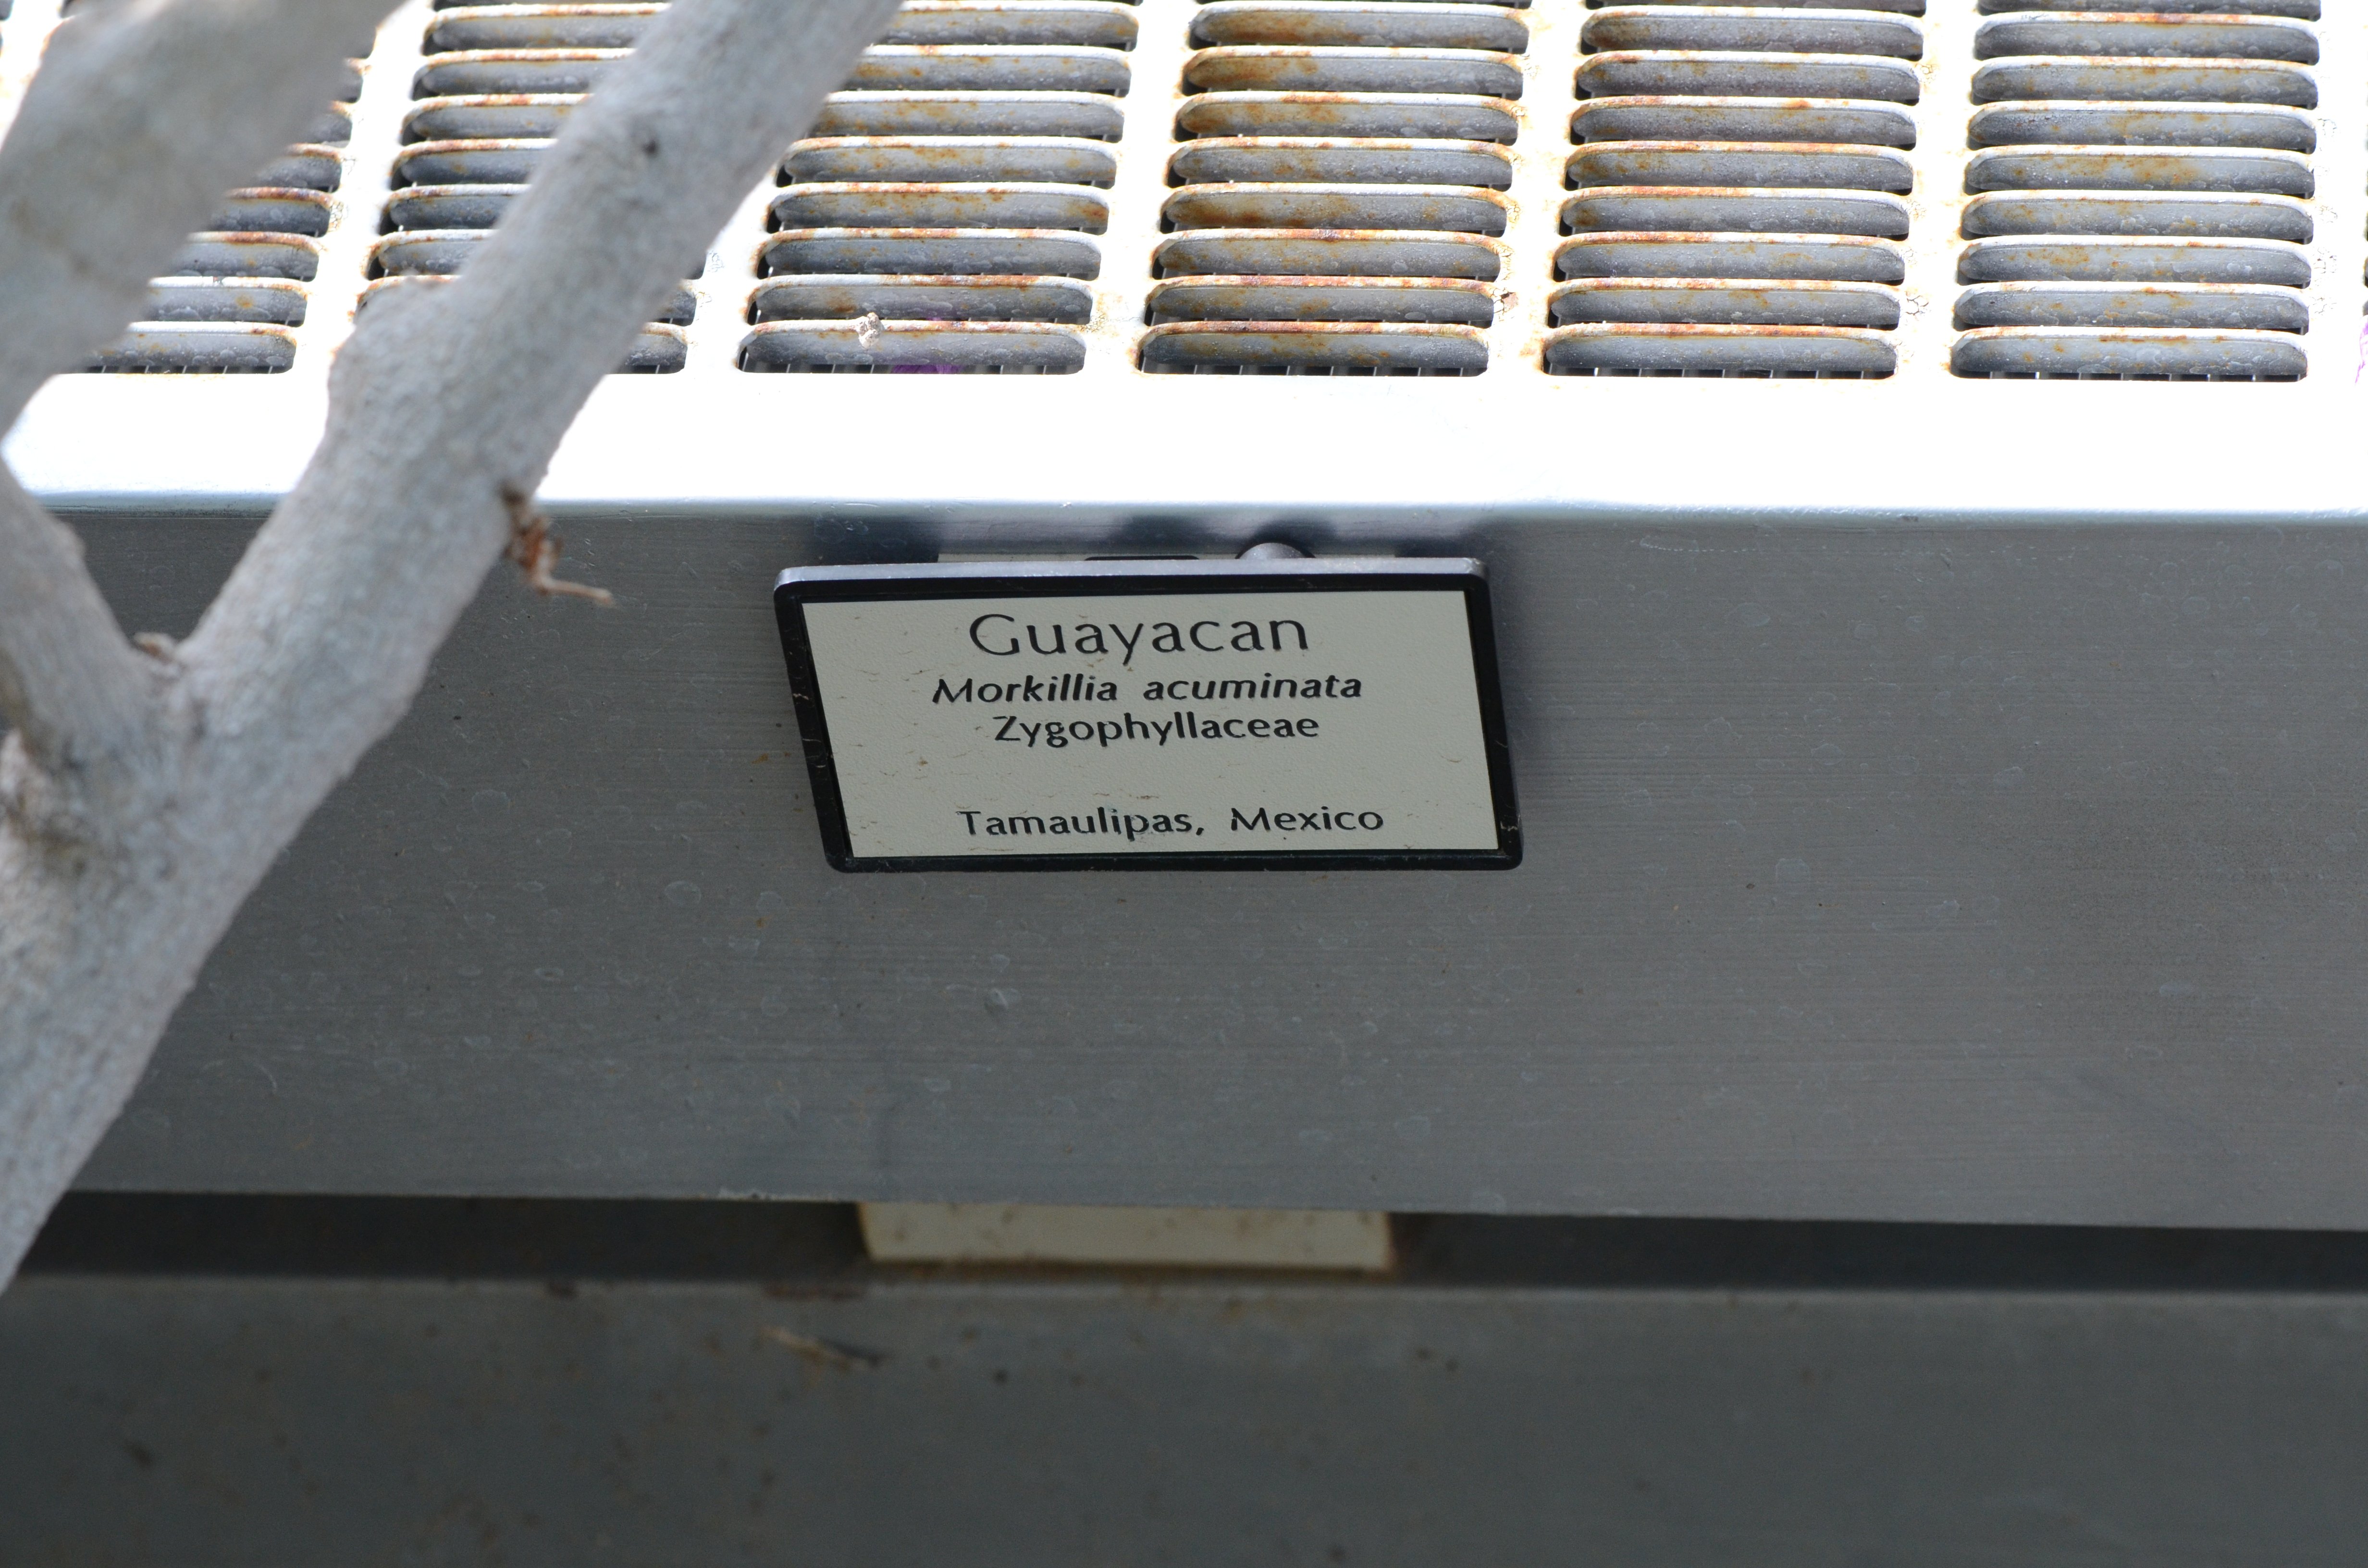 Guayacan
Morkillia acuminata
Zygophyllaceae
Tamaulipas, Mexico